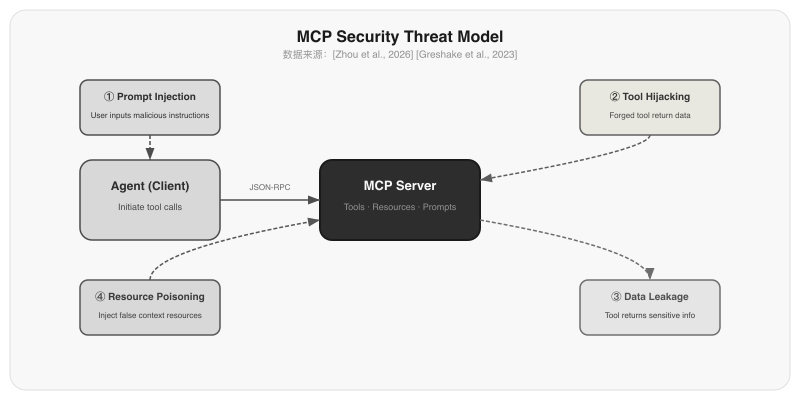 MCP Security Threat Model
数据来源：[Zhou et al., 2026] [Greshake et al., 2023]
① Prompt Injection
User inputs malicious instructions
② Tool Hijacking
Forged tool return data
Agent (Client)
Initiate tool calls
JSON-RPC
MCP Server
Tools · Resources · Prompts
④ Resource Poisoning
Inject false context resources
③ Data Leakage
Tool returns sensitive info